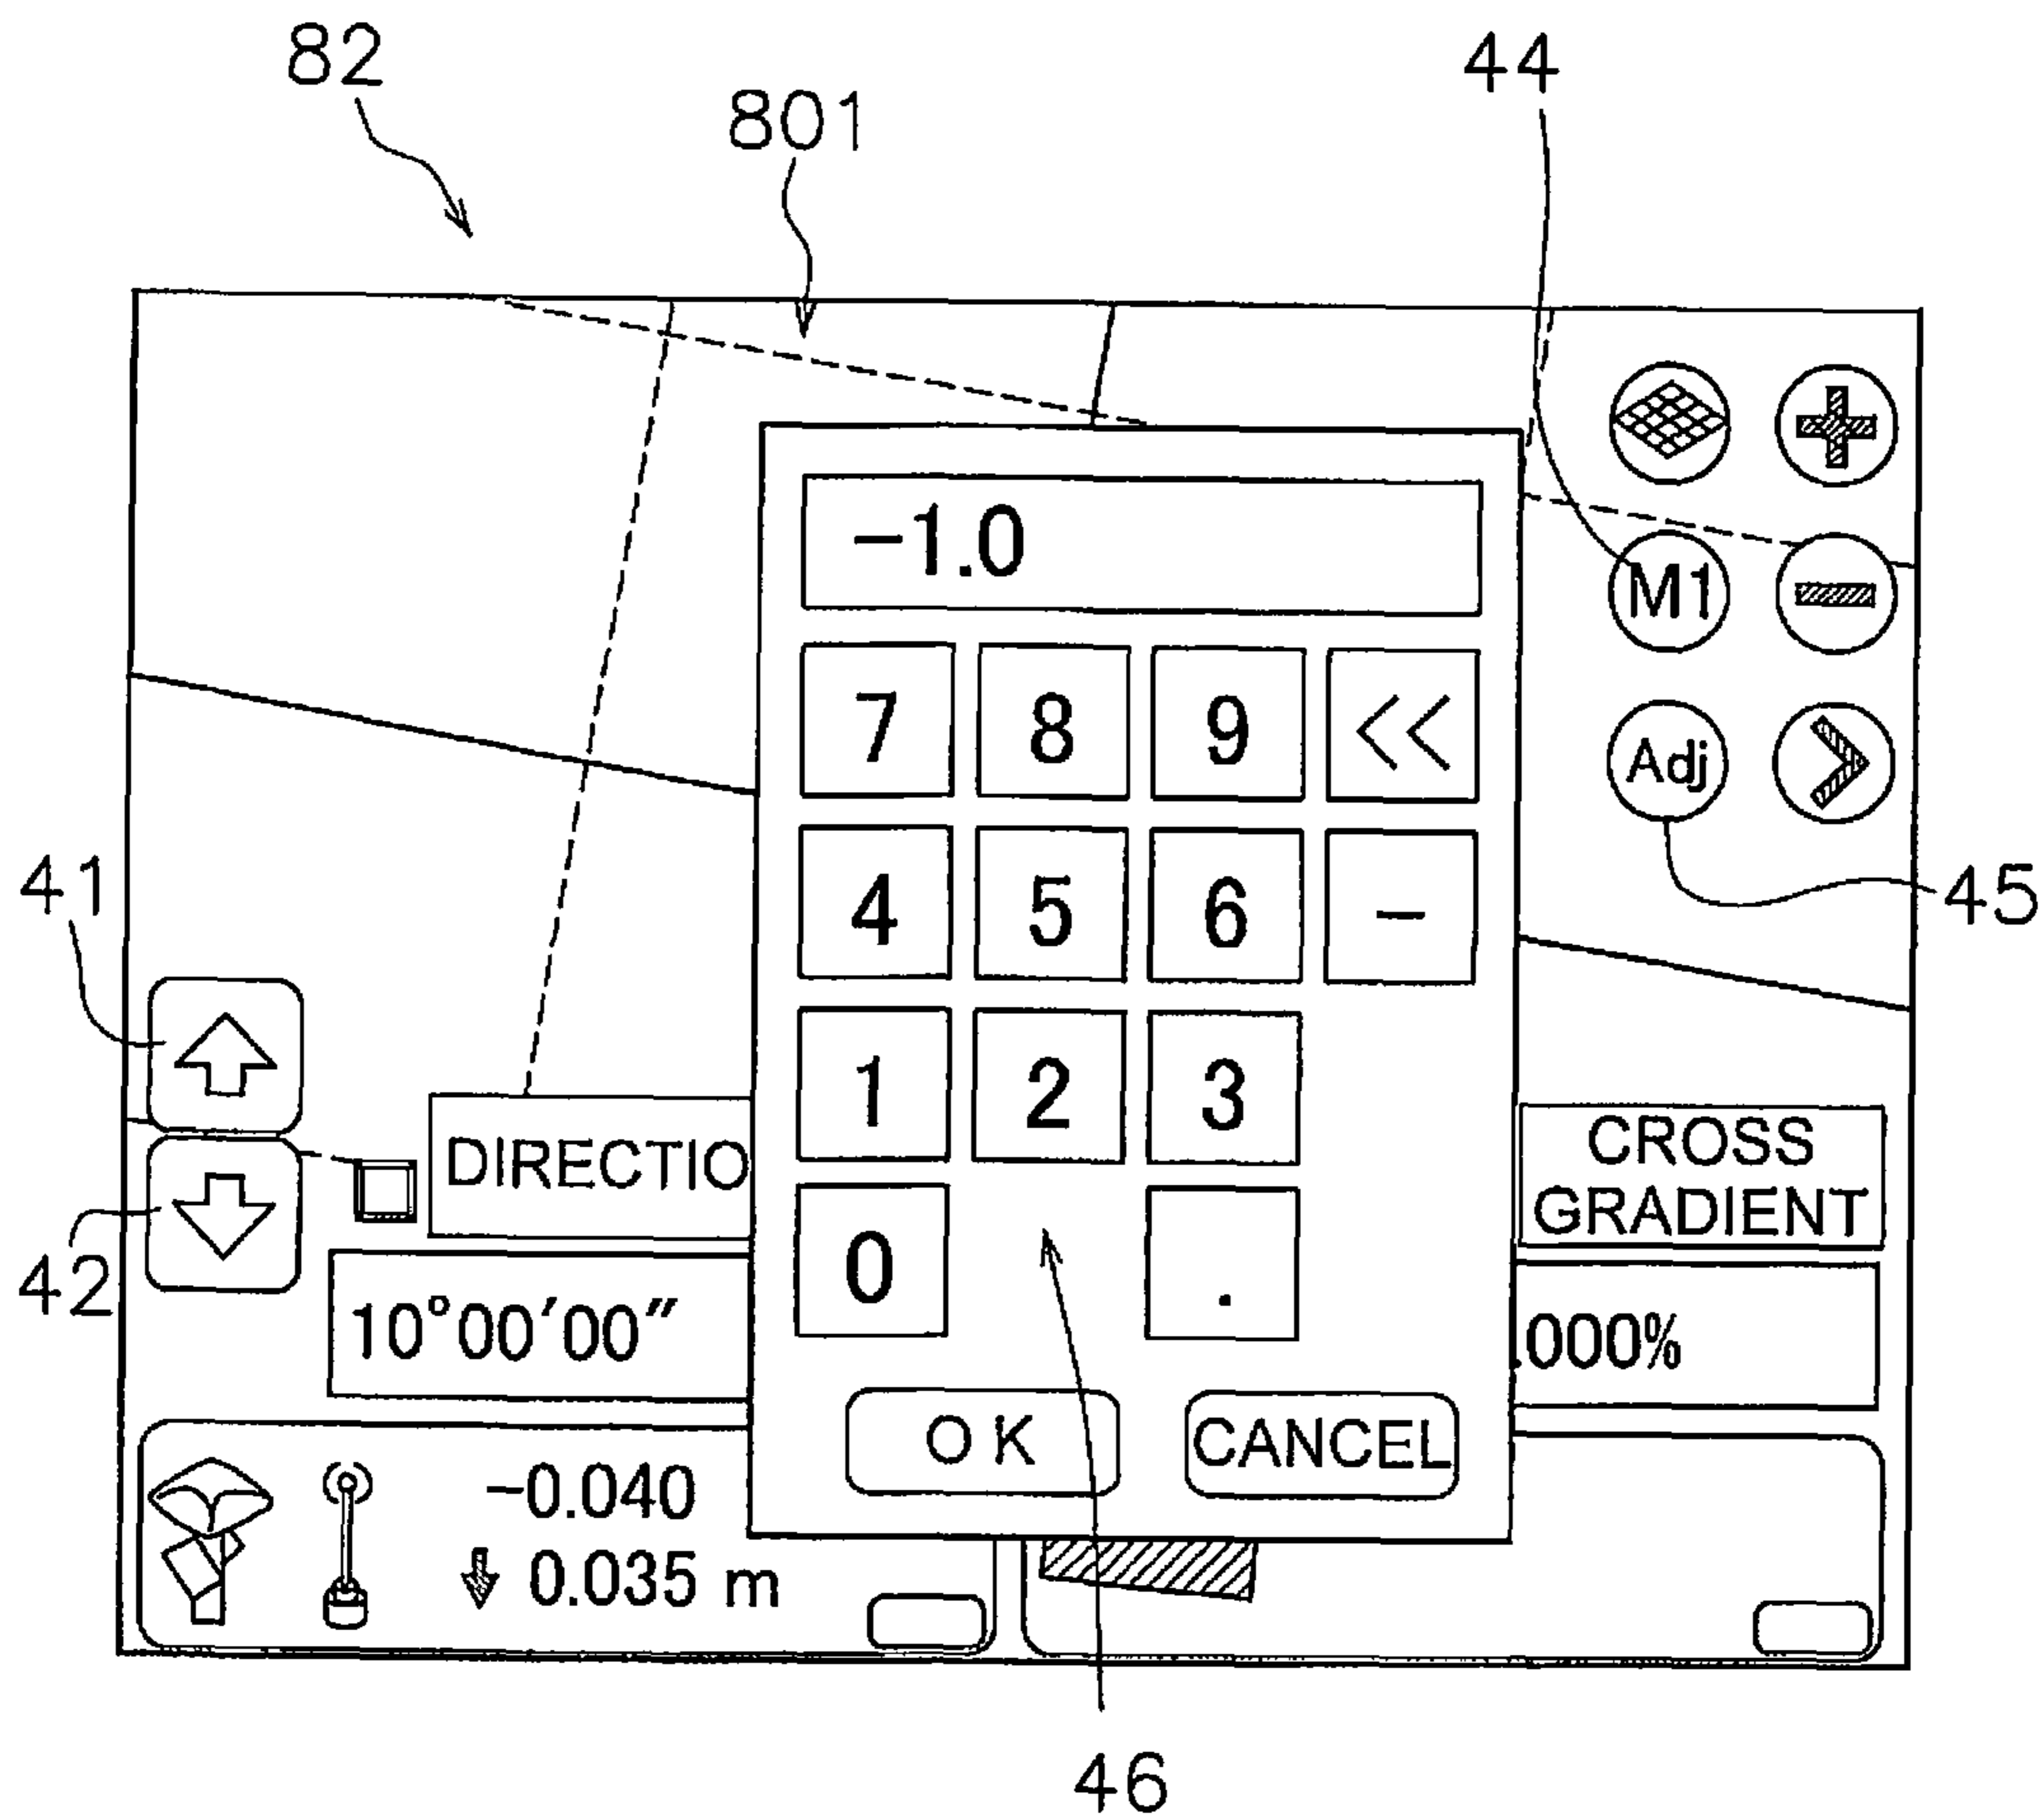 82
801
44
-1.0
M1
7 8 9 <<
Adj
4 5 6 -
41
45
1 2 3
DIRECTIO
CROSS
GRADIENT
42
0 .
10°00′00″
.000%
OK CANCEL
-0.040
0.035 m
46